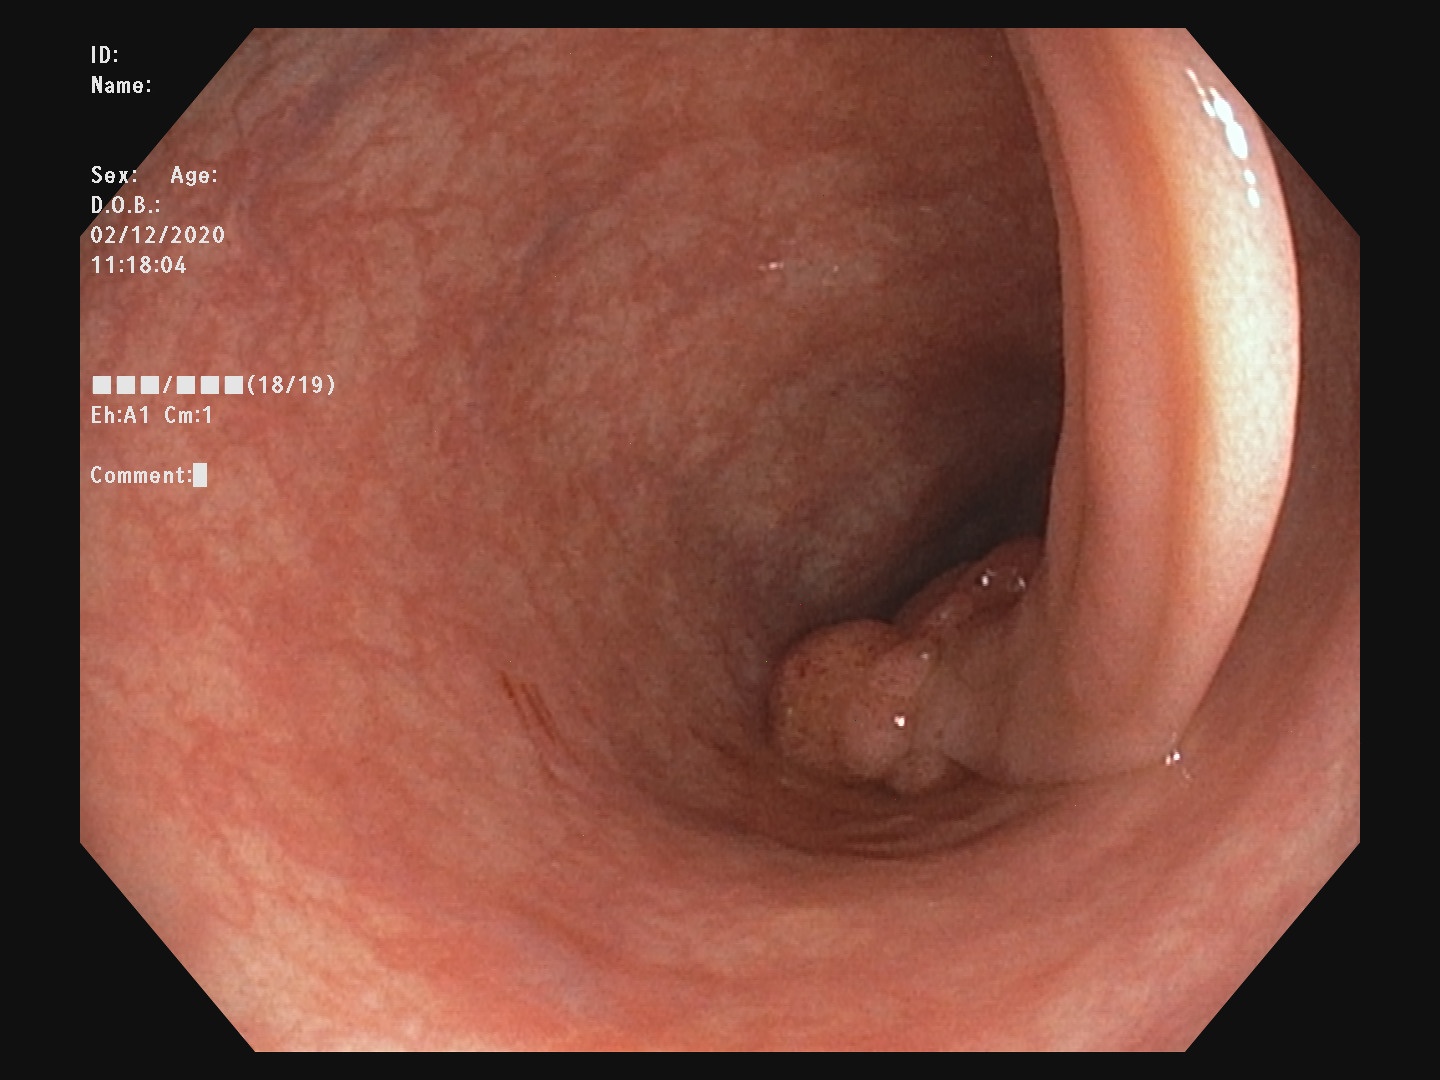 ID:
Name:
Sex: Age:
D.O.B.:
02/12/2020
11:18:04
■■■/■■■(18/19)
Eh:A1 Cm:1
Comment: